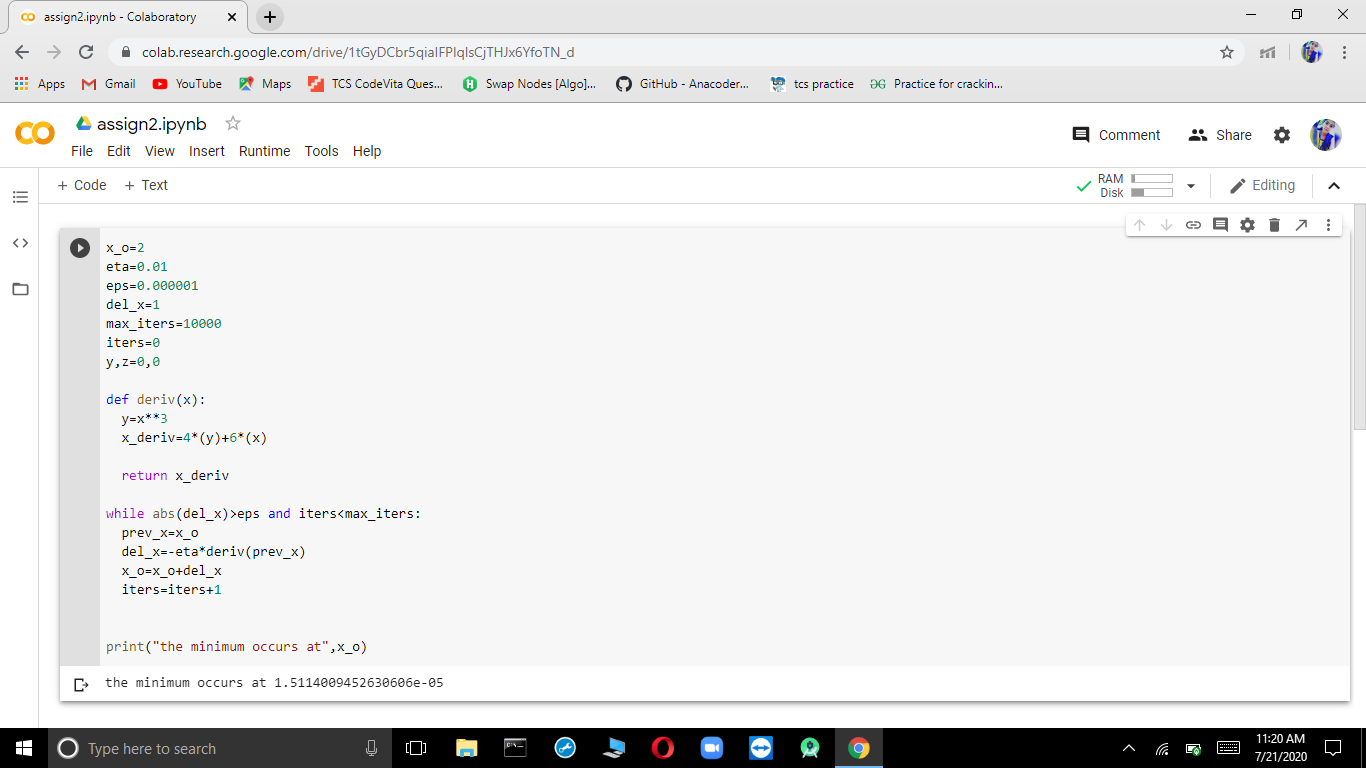 assign2.ipynb - Colaboratory
colab.research.google.com/drive/1tGyDCbr5qialFPlqlsCjTHJx6YfoTN_d
Apps Gmail YouTube Maps TCS CodeVita Ques... Swap Nodes [Algo]... GitHub - Anacoder... tcs practice Practice for crackin...
assign2.ipynb
Comment Share
File Edit View Insert Runtime Tools Help
+ Code + Text
RAM
Disk
Editing
x_o=2
eta=0.01
eps=0.000001
del_x=1
max_iters=10000
iters=0
y,z=0,0
def deriv(x):
y=x**3
x_deriv=4*(y)+6*(x)
return x_deriv
while abs(del_x)>eps and iters<max_iters:
prev_x=x_o
del_x=-eta*deriv(prev_x)
x_o=x_o+del_x
iters=iters+1
print("the minimum occurs at",x_o)
the minimum occurs at 1.5114009452630606e-05
Type here to search
11:20 AM
7/21/2020